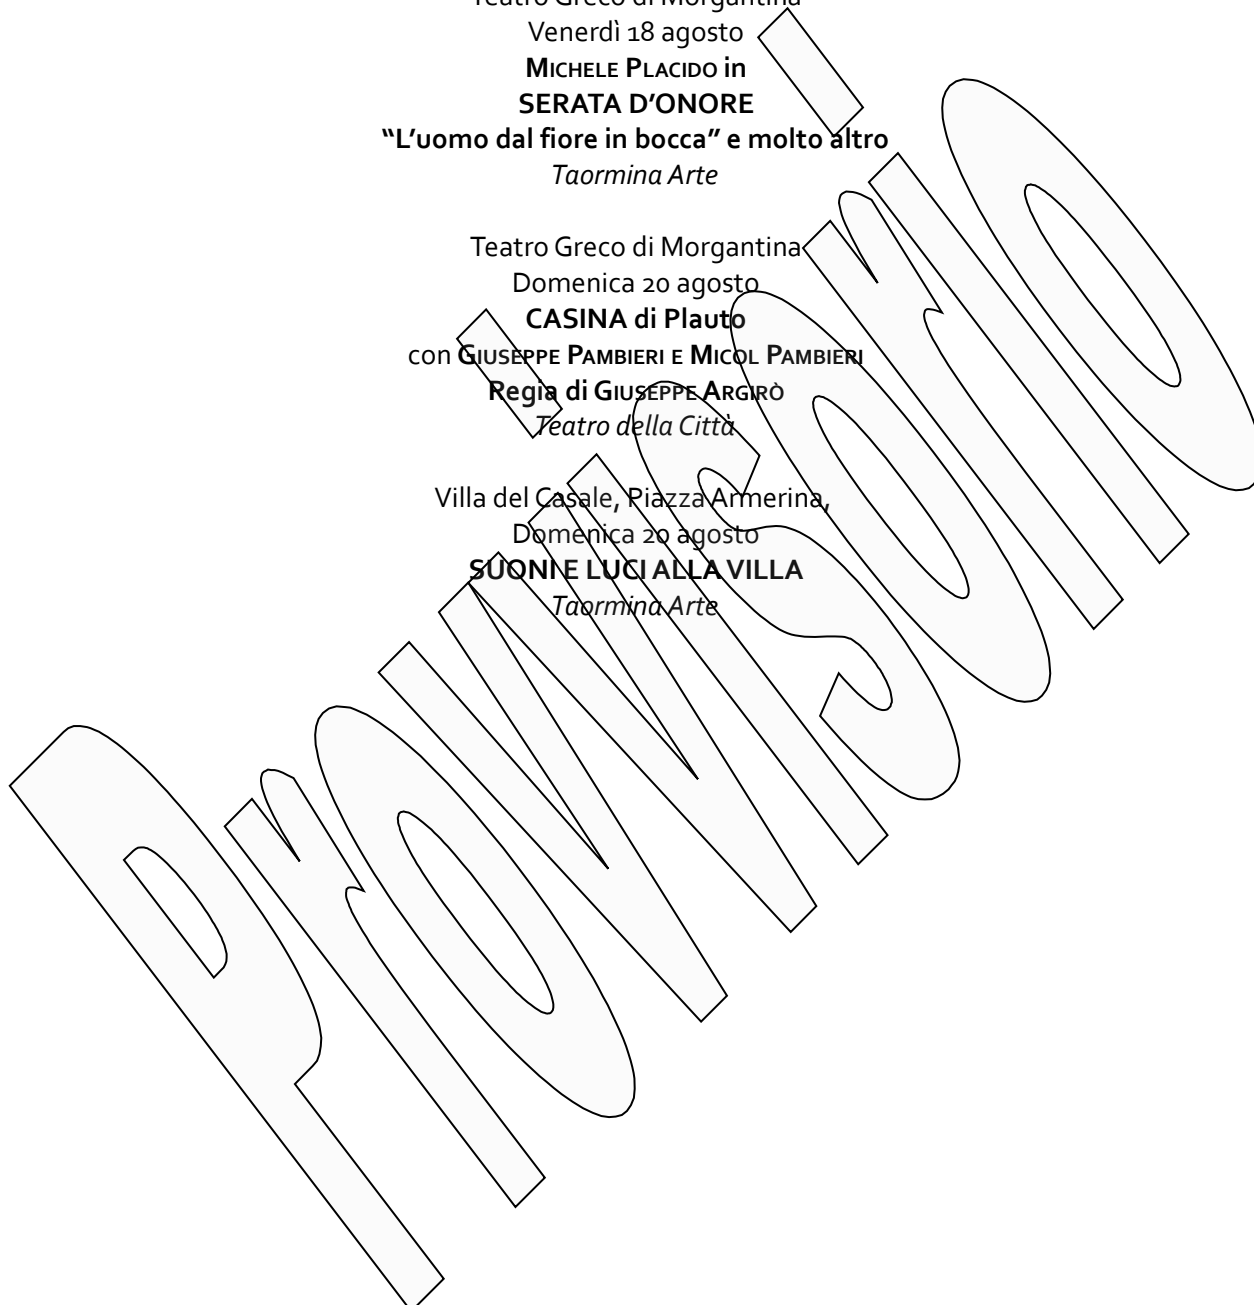 Teatro Greco di Morgantina
Venerdì 18 agosto
MICHELE PLACIDO in
SERATA D’ONORE
“L’uomo dal fiore in bocca” e molto altro
Taormina Arte
Teatro Greco di Morgantina
Domenica 20 agosto
CASINA di Plauto
con GIUSEPPE PAMBIERI E MICOL PAMBIERI
Regia di GIUSEPPE ARGIRÒ
Teatro della Città
Villa del Casale, Piazza Armerina,
Domenica 20 agosto
SUONI E LUCI ALLA VILLA
Taormina Arte
Provvisorio